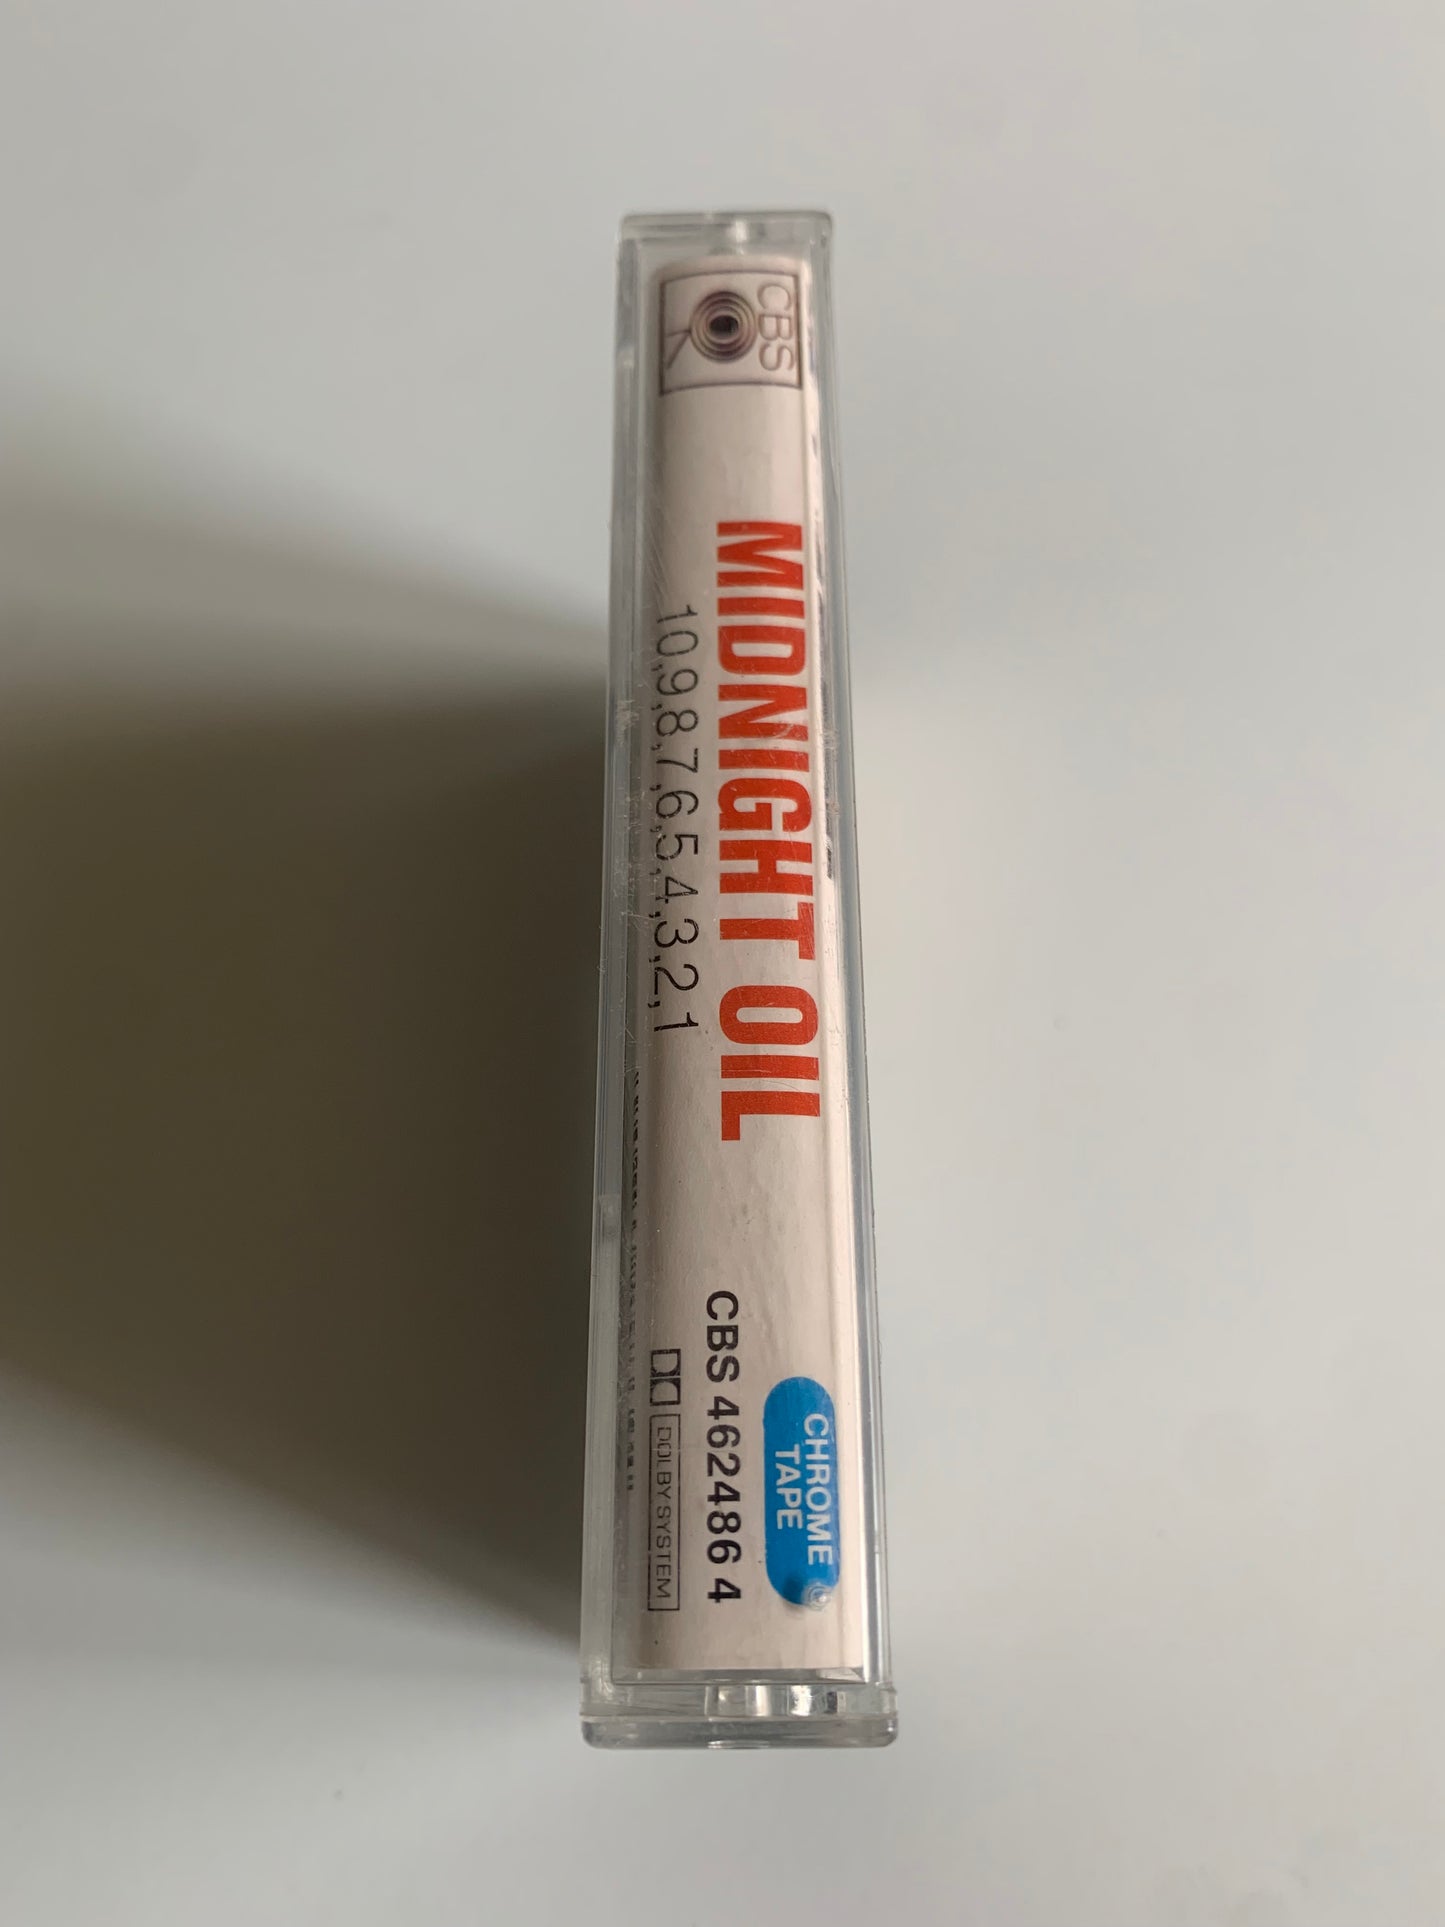 CBS
MIDNIGHT OIL
10,9,8,7,6,5,4,3,2,1
CHROME
TAPE
CBS 462486 4
DOLBY SYSTEM